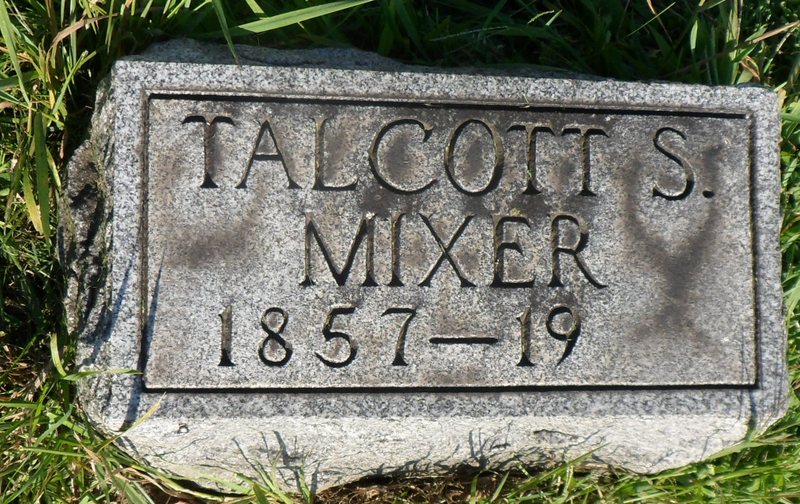 TALCOTT S.
MIXER
1857—19